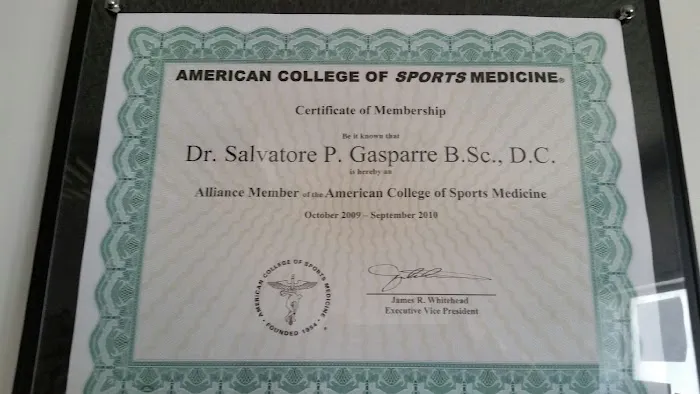 AMERICAN COLLEGE OF SPORTS MEDICINE®
Certificate of Membership
Be it known that
Dr. Salvatore P. Gasparre B.Sc., D.C.
is hereby an
Alliance Member of the American College of Sports Medicine
October 2009 – September 2010
AMERICAN COLLEGE OF SPORTS MEDICINE
• FOUNDED 1954 •
®
James R. Whitehead
Executive Vice President